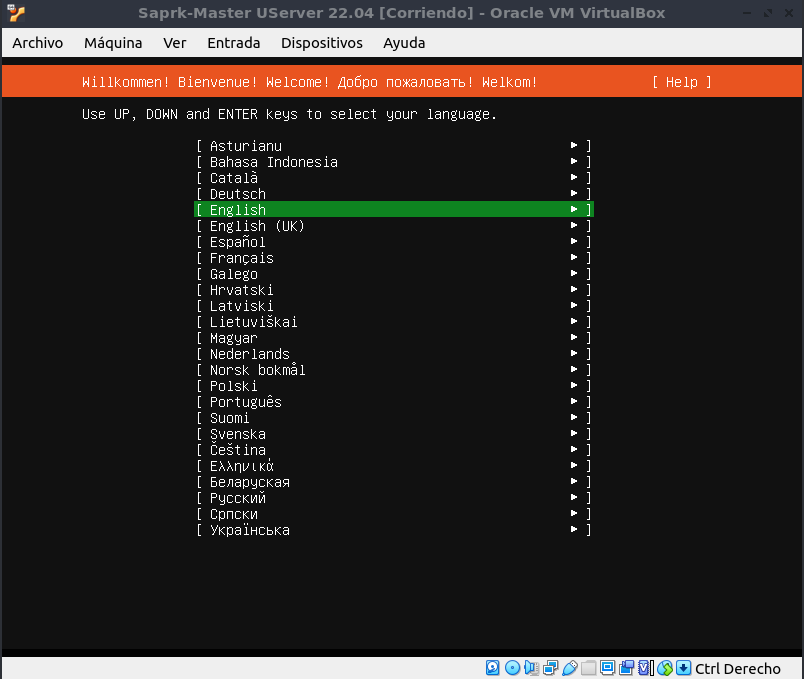 Saprk-Master UServer 22.04 [Corriendo] - Oracle VM VirtualBox
Archivo Máquina Ver Entrada Dispositivos Ayuda
Willkommen! Bienvenue! Welcome! Добро пожаловать! Welkom! [ Help ]
Use UP, DOWN and ENTER keys to select your language.
[ Asturianu ► ]
[ Bahasa Indonesia ► ]
[ Català ► ]
[ Deutsch ► ]
[ English ► ]
[ English (UK) ► ]
[ Español ► ]
[ Français ► ]
[ Galego ► ]
[ Hrvatski ► ]
[ Latviski ► ]
[ Lietuviškai ► ]
[ Magyar ► ]
[ Nederlands ► ]
[ Norsk bokmål ► ]
[ Polski ► ]
[ Português ► ]
[ Suomi ► ]
[ Svenska ► ]
[ Čeština ► ]
[ Ελληνικά ► ]
[ Беларуская ► ]
[ Русский ► ]
[ Српски ► ]
[ Українська ► ]
Ctrl Derecho